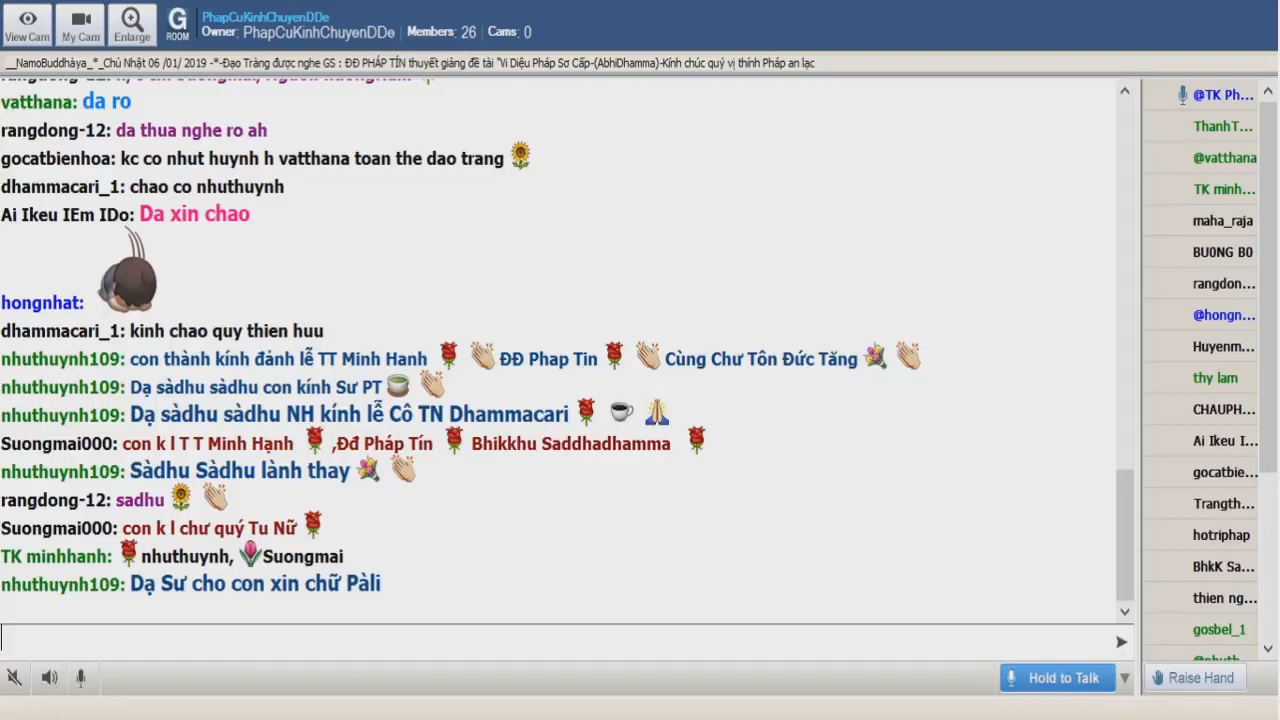 PhapCuKinhChuyenDDe
Owner: PhapCuKinhChuyenDDe Members: 26 Cams: 0
View Cam My Cam Enlarge G ROOM
__NamoBuddhàya_*_Chủ Nhật 06 /01/ 2019 -*-Đạo Tràng được nghe GS : ĐĐ PHÁP TÍN thuyết giảng đề tài "Vi Diệu Pháp Sơ Cấp-(AbhiDhamma)-Kính chúc quý vị thính Pháp an lạc
vatthana: da ro
rangdong-12: da thua nghe ro ah
gocatbienhoa: kc co nhut huynh h vatthana toan the dao trang
dhammacari_1: chao co nhuthuynh
Ai Ikeu IEm IDo: Da xin chao
hongnhat:
dhammacari_1: kinh chao quy thien huu
nhuthuynh109: con thành kính đảnh lễ TT Minh Hanh ĐĐ Phap Tin Cùng Chư Tôn Đức Tăng
nhuthuynh109: Dạ sàdhu sàdhu con kính Sư PT
nhuthuynh109: Dạ sàdhu sàdhu NH kính lễ Cô TN Dhammacari
Suongmai000: con k l T T Minh Hạnh ,Đđ Pháp Tín Bhikkhu Saddhadhamma
nhuthuynh109: Sàdhu Sàdhu lành thay
rangdong-12: sadhu
Suongmai000: con k l chư quý Tu Nữ
TK minhhanh: nhuthuynh, Suongmai
nhuthuynh109: Dạ Sư cho con xin chữ Pàli
@TK Ph...
ThanhT...
@vatthana
TK minh...
maha_raja
BU0NG B0
rangdon...
@hongn...
Huyenm...
thy lam
CHAUPH...
Ai Ikeu I...
gocatbie...
Trangth...
hotriphap
BhkK Sa...
thien ng...
gosbel_1
Hold to Talk
Raise Hand